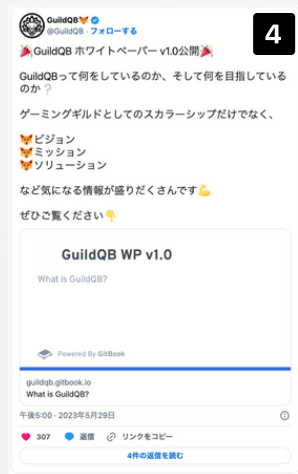 GuildQB🦊
@GuildQB · フォローする
4
🎉GuildQB ホワイトペーパー v1.0公開🎉
GuildQBって何をしているのか、そして何を目指している
のか❔
ゲーミングギルドとしてのスカラーシップだけでなく、
🦊ビジョン
🦊ミッション
🦊ソリューション
など気になる情報が盛りだくさんです💪
ぜひご覧ください👇
GuildQB WP v1.0
What is GuildQB?
Powered By GitBook
guildqb.gitbook.io
What is GuildQB?
午後5:00 · 2023年5月29日
307 返信 リンクをコピー
4件の返信を読む